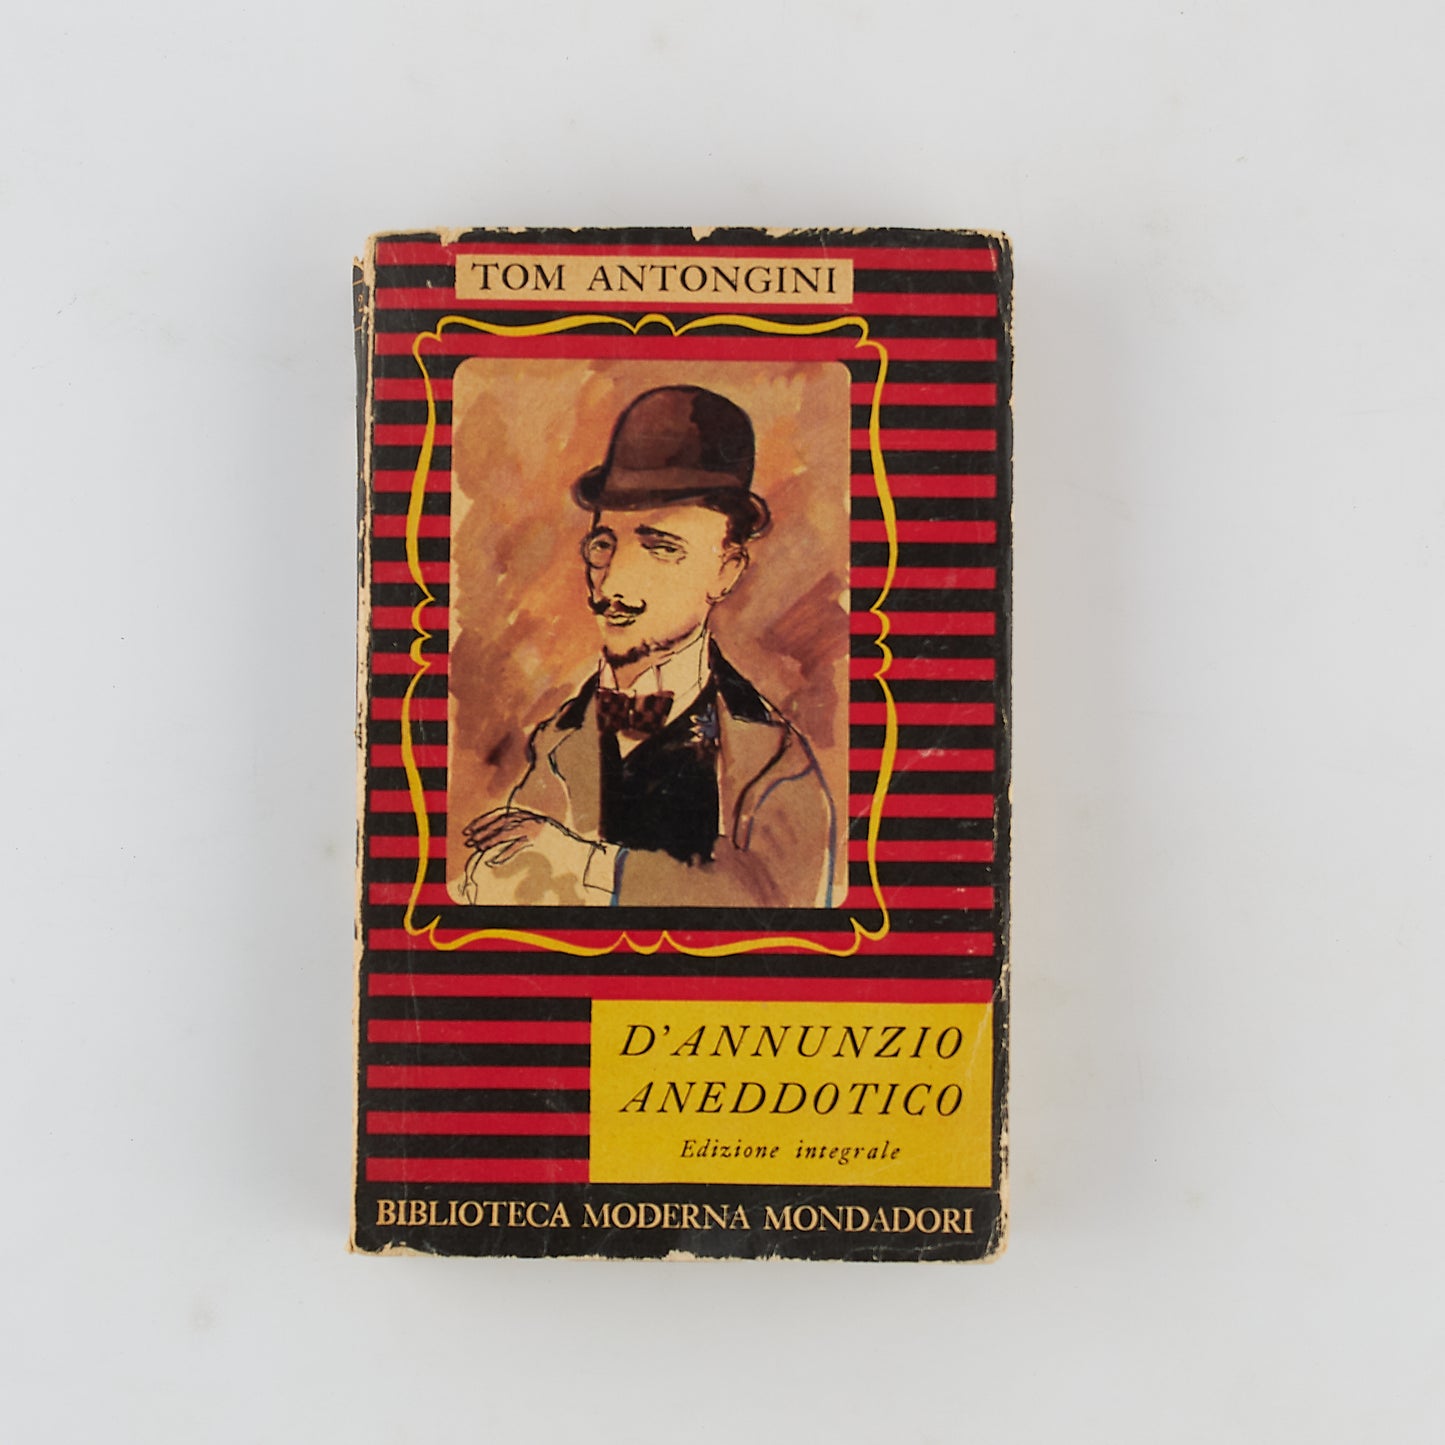 TOM ANTONGINI
D'ANNUNZIO
ANEDDOTICO
Edizione integrale
BIBLIOTECA MODERNA MONDADORI